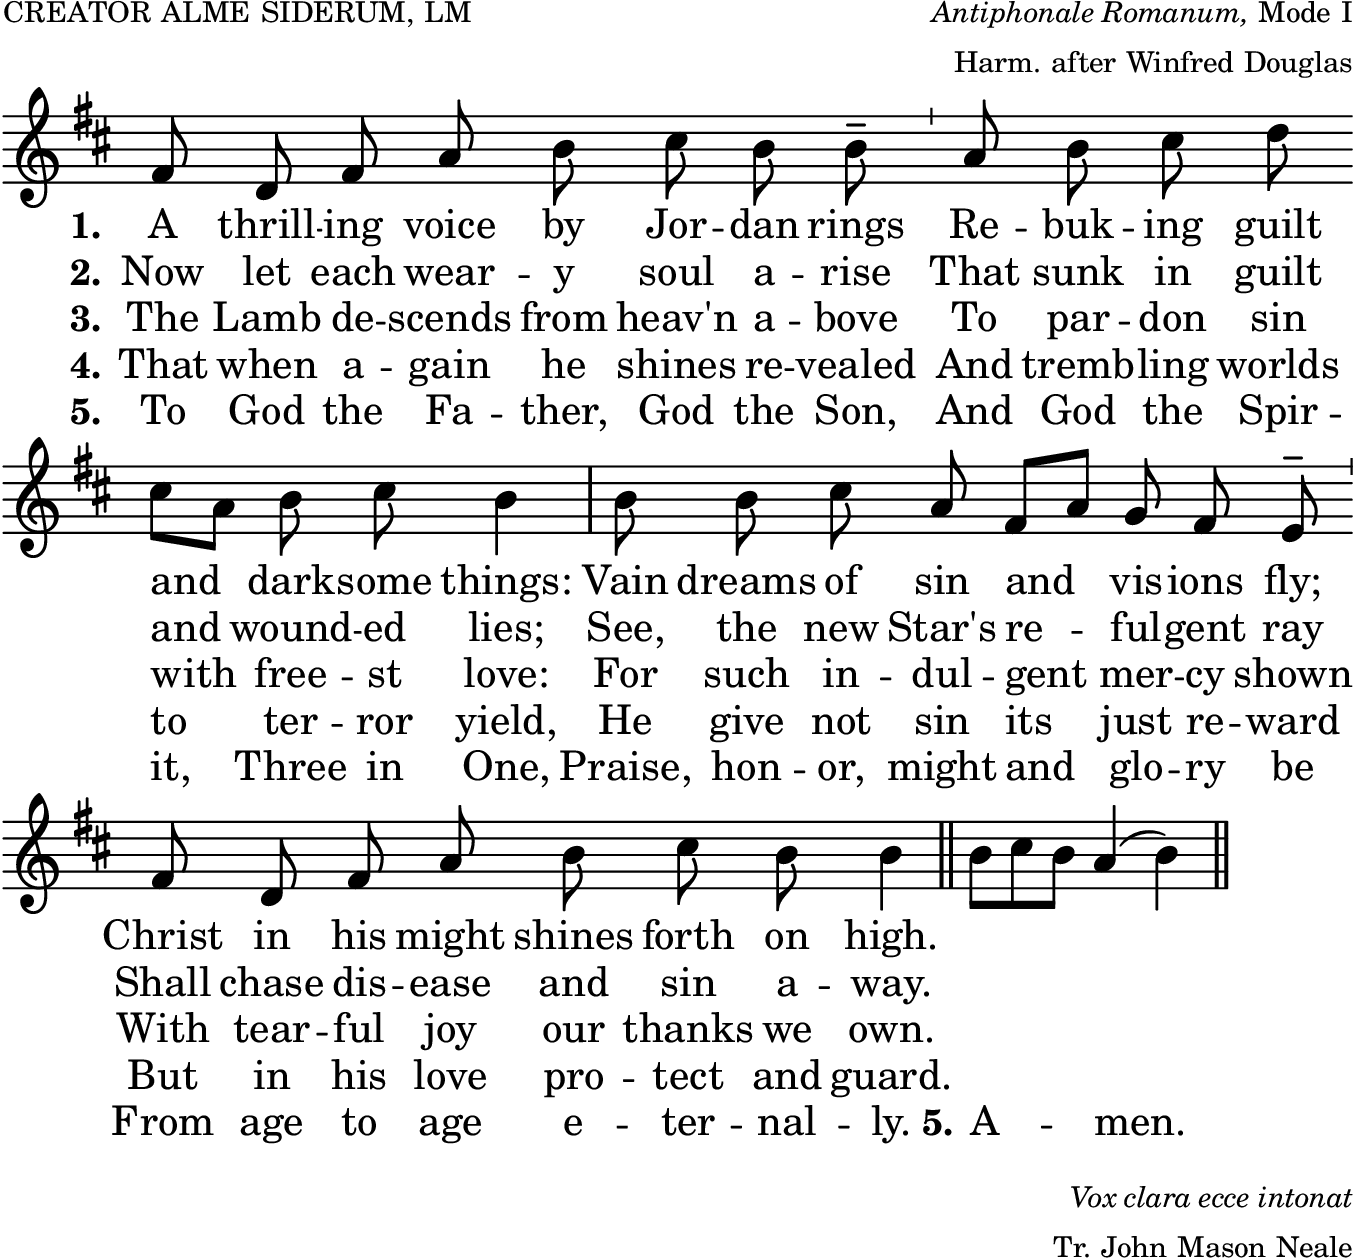 CREATOR ALME SIDERUM, LM
Antiphonale Romanum, Mode I
Harm. after Winfred Douglas
1. A thrill -- ing voice by Jor -- dan rings Re -- buk -- ing guilt
2. Now let each wear -- y soul a -- rise That sunk in guilt
3. The Lamb de -- scends from heav'n a -- bove To par -- don sin
4. That when a -- gain he shines re -- vealed And trembling worlds
5. To God the Fa -- ther, God the Son, And God the Spir --
and darksome things: Vain dreams of sin and visions fly;
and wound -- ed lies; See, the new Star's re -- fulgent ray
with free -- st love: For such in -- dul -- gent mer -- cy shown
to ter -- ror yield, He give not sin its just re -- ward
it, Three in One, Praise, hon -- or, might and glo -- ry be
Christ in his might shines forth on high.
Shall chase dis -- ease and sin a -- way.
With tear -- ful joy our thanks we own.
But in his love pro -- tect and guard.
From age to age e -- ter -- nal -- ly. 5. A -- men.
Vox clara ecce intonat
Tr. John Mason Neale